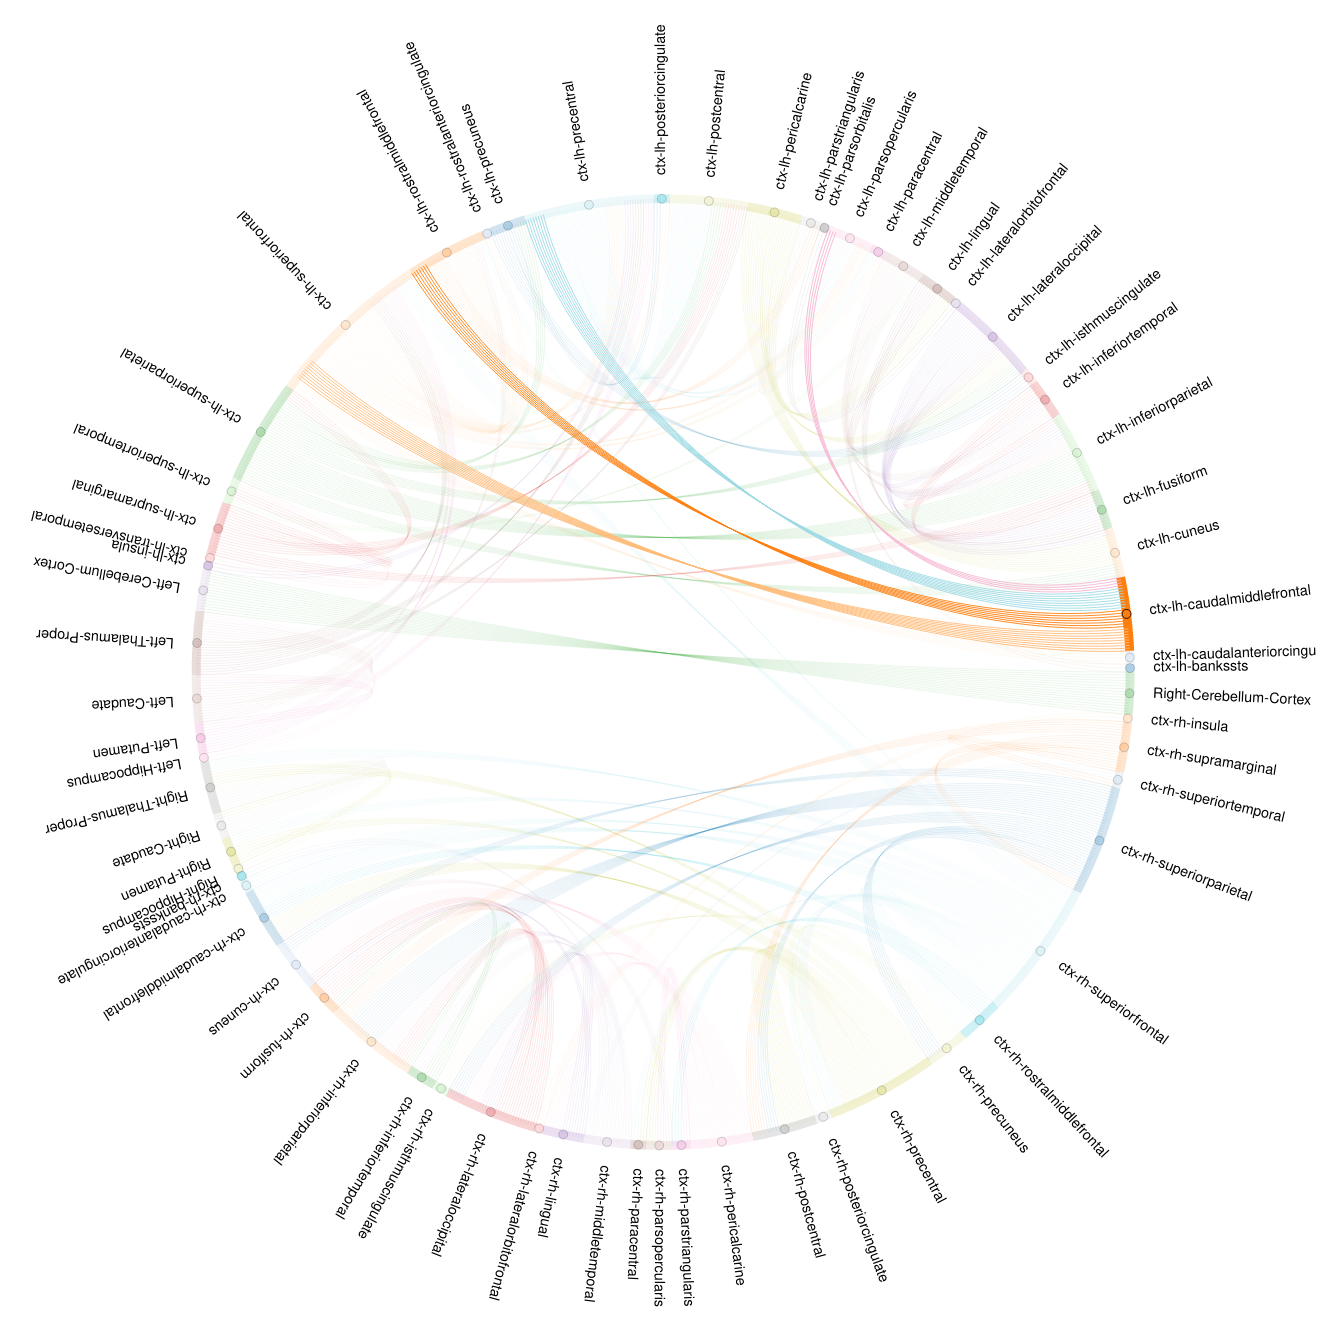 ctx-lh-posteriorcingulate
ctx-lh-postcentral
ctx-lh-pericalcarine
ctx-lh-parstriangularis
ctx-lh-parsorbitalis
ctx-lh-parsopercularis
ctx-lh-paracentral
ctx-lh-middletemporal
ctx-lh-lingual
ctx-lh-lateralorbitofrontal
ctx-lh-lateraloccipital
ctx-lh-isthmuscingulate
ctx-lh-inferiortemporal
ctx-lh-inferiorparietal
ctx-lh-fusiform
ctx-lh-cuneus
ctx-lh-caudalmiddlefrontal
ctx-lh-caudalanteriorcingu
ctx-lh-bankssts
Right-Cerebellum-Cortex
ctx-rh-insula
ctx-rh-supramarginal
ctx-rh-superiortemporal
ctx-rh-superiorparietal
ctx-rh-superiorfrontal
ctx-rh-rostralmiddlefrontal
ctx-rh-precuneus
ctx-rh-precentral
ctx-rh-posteriorcingulate
ctx-rh-postcentral
ctx-rh-pericalcarine
ctx-rh-parstriangularis
ctx-rh-parsopercularis
ctx-rh-paracentral
ctx-rh-middletemporal
ctx-rh-lingual
ctx-rh-lateralorbitofrontal
ctx-rh-lateraloccipital
ctx-rh-isthmuscingulate
ctx-rh-inferiortemporal
ctx-rh-inferiorparietal
ctx-rh-fusiform
ctx-rh-cuneus
ctx-rh-caudalmiddlefrontal
ctx-rh-caudalanteriorcingulate
ctx-rh-bankssts
Right-Hippocampus
Right-Putamen
Right-Caudate
Right-Thalamus-Proper
Left-Hippocampus
Left-Putamen
Left-Caudate
Left-Thalamus-Proper
Left-Cerebellum-Cortex
ctx-lh-insula
ctx-lh-transversetemporal
ctx-lh-supramarginal
ctx-lh-superiortemporal
ctx-lh-superiorparietal
ctx-lh-superiorfrontal
ctx-lh-rostralmiddlefrontal
ctx-lh-rostralanteriorcingulate
ctx-lh-precuneus
ctx-lh-precentral